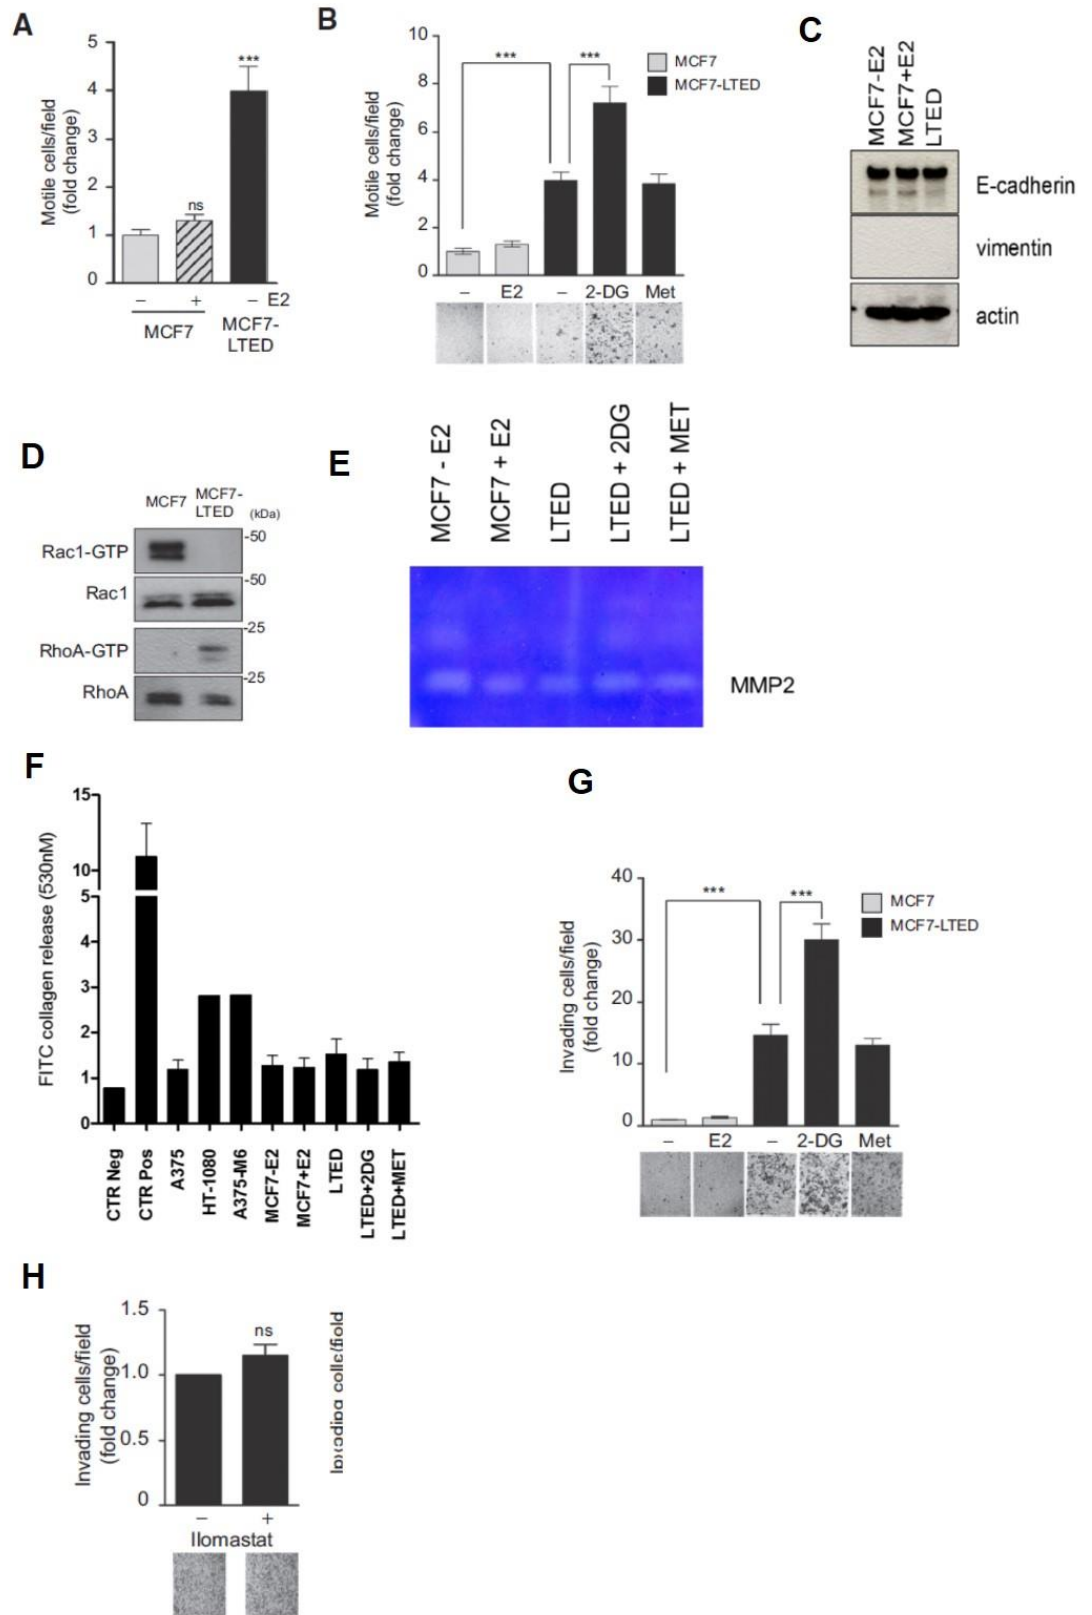 A
Motile cells/field
(fold change)
5
4
3
2
1
0
ns
***
– + – E2
MCF7
MCF7-
LTED
B
Motile cells/field
(fold change)
10
8
6
4
2
0
*** ***
MCF7
MCF7-LTED
– E2 – 2-DG Met
C
MCF7-E2
MCF7+E2
LTED
E-cadherin
vimentin
actin
D
MCF7
MCF7-
LTED
(kDa)
Rac1-GTP
-50
Rac1
-50
RhoA-GTP
-25
RhoA
-25
E
MCF7 - E2
MCF7 + E2
LTED
LTED + 2DG
LTED + MET
MMP2
F
FITC collagen release (530nM)
15
10
5
4
3
2
1
0
CTR Neg
CTR Pos
A375
HT-1080
A375-M6
MCF7-E2
MCF7+E2
LTED
LTED+2DG
LTED+MET
G
Invading cells/field
(fold change)
40
30
20
10
0
*** ***
MCF7
MCF7-LTED
– E2 – 2-DG Met
H
Invading cells/field
(fold change)
1.5
1.0
0.5
0
ns
– +
Ilomastat
Invading cells/field